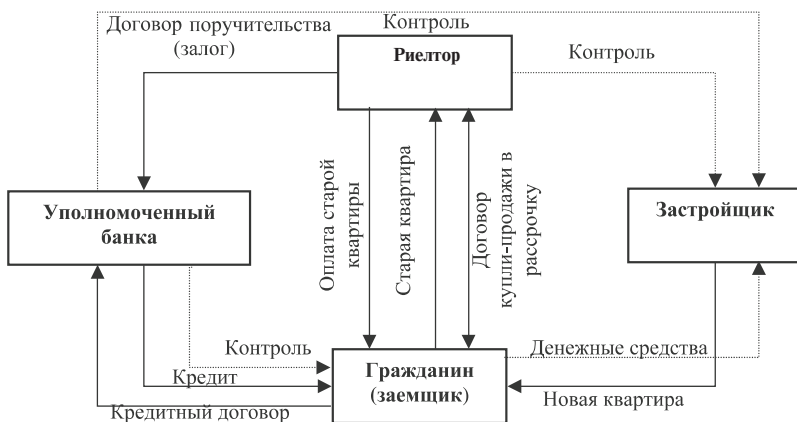 Договор поручительства
(залог)
Контроль
Риелтор
Контроль
Уполномоченный
банка
Застройщик
Оплата старой
квартиры
Старая квартира
Договор
купли-продажи в
рассрочку
Контроль
Кредит
Кредитный договор
Гражданин
(заемщик)
Денежные средства
Новая квартира